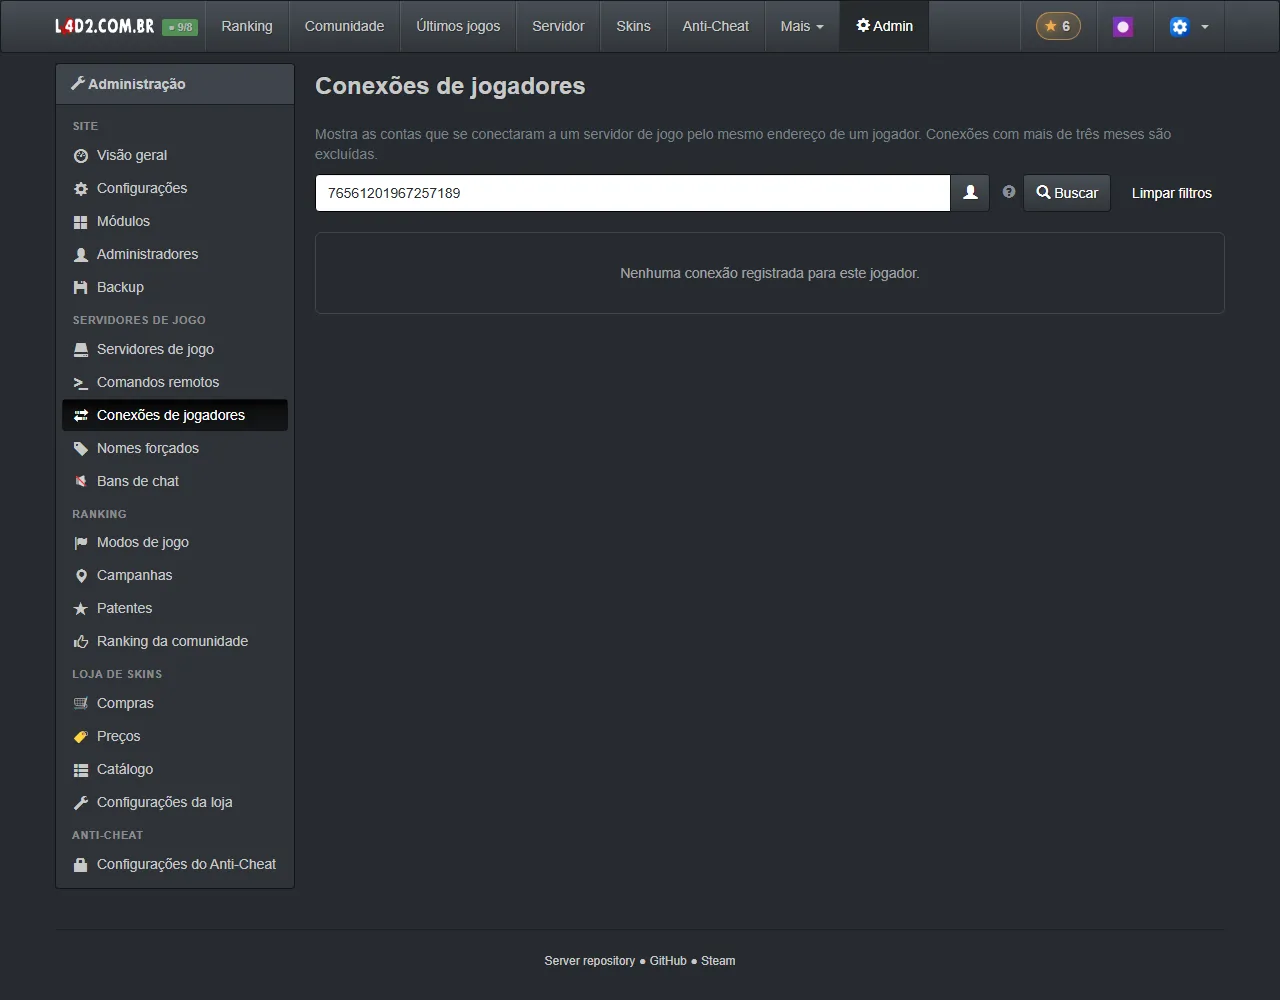 L4D2.COM.BR ● 9/8 Ranking Comunidade Últimos jogos Servidor Skins Anti-Cheat Mais Admin ★ 6
Administração
SITE
Visão geral
Configurações
Módulos
Administradores
Backup
SERVIDORES DE JOGO
Servidores de jogo
Comandos remotos
Conexões de jogadores
Nomes forçados
Bans de chat
RANKING
Modos de jogo
Campanhas
Patentes
Ranking da comunidade
LOJA DE SKINS
Compras
Preços
Catálogo
Configurações da loja
ANTI-CHEAT
Configurações do Anti-Cheat
Conexões de jogadores
Mostra as contas que se conectaram a um servidor de jogo pelo mesmo endereço de um jogador. Conexões com mais de três meses são
excluídas.
76561201967257189 Buscar Limpar filtros
Nenhuma conexão registrada para este jogador.
Server repository ● GitHub ● Steam